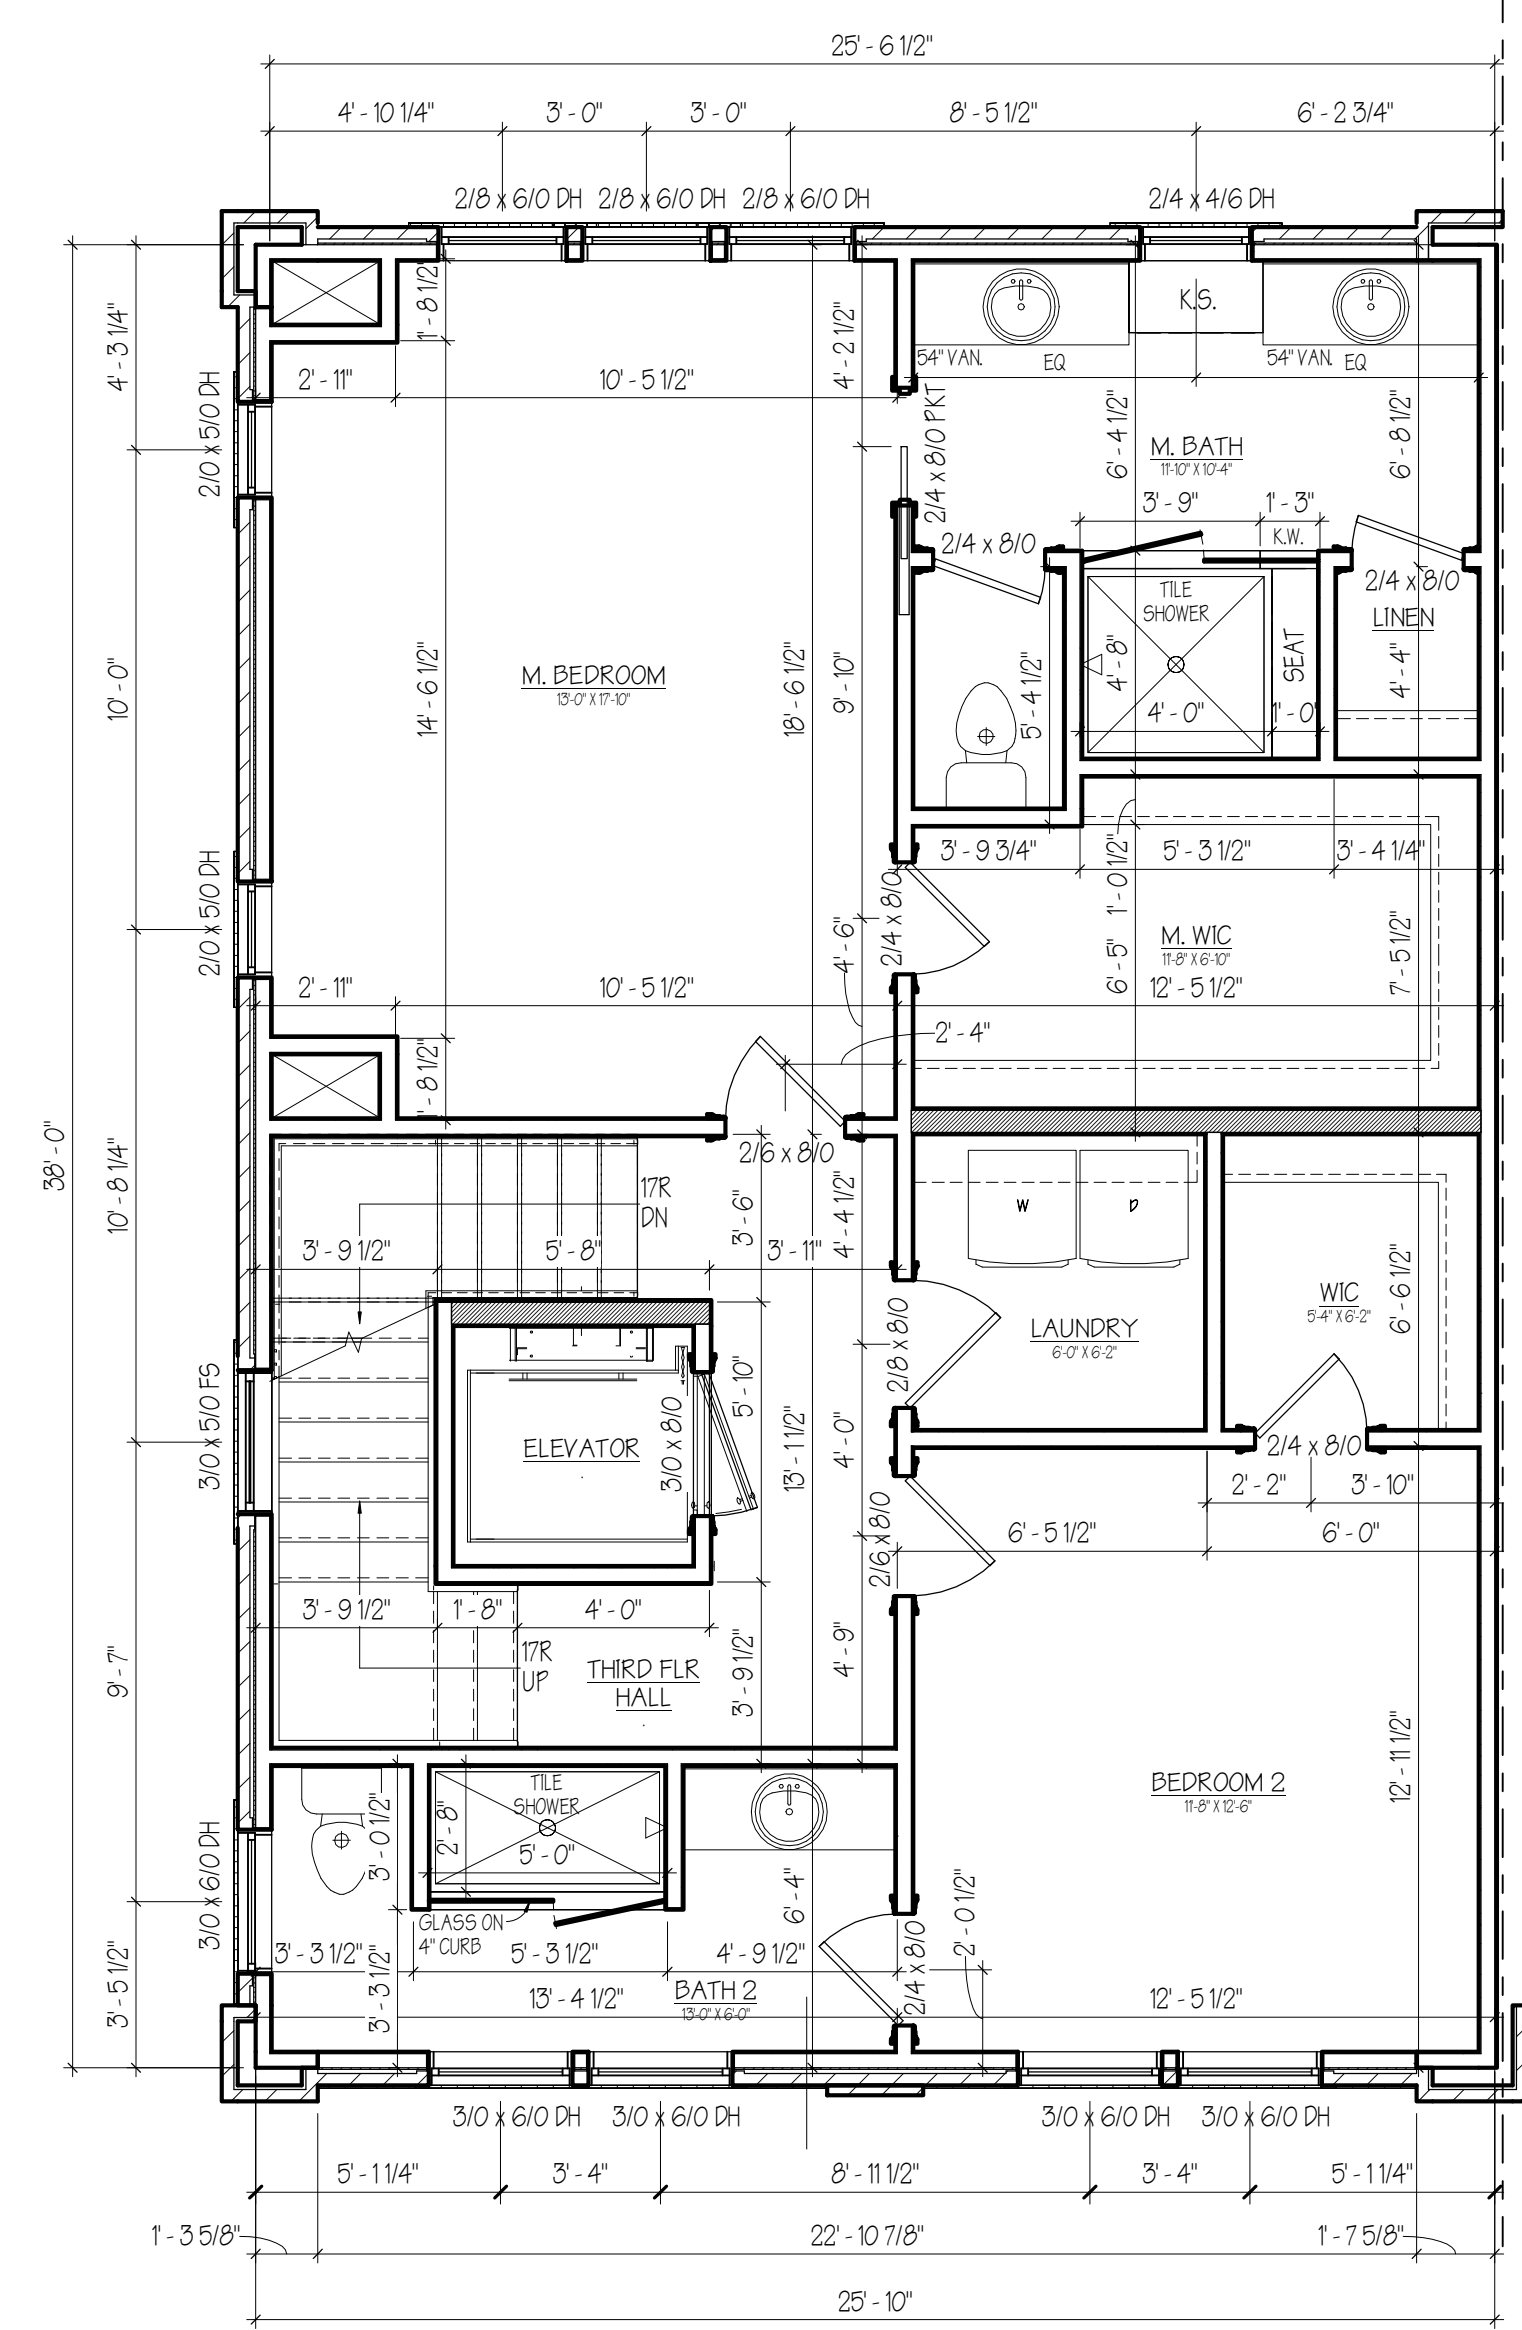 25' - 6 1/2"
4' - 10 1/4" 3' - 0" 3' - 0" 8' - 5 1/2" 6' - 2 3/4"
2/8 x 6/0 DH 2/8 x 6/0 DH 2/8 x 6/0 DH 2/4 x 4/6 DH
1' - 8 1/2"
4' - 3 1/4"
4' - 2 1/2"
K.S.
54" VAN. EQ 54" VAN. EQ
2' - 11" 10' - 5 1/2"
2/0 x 5/0 DH
2/4 x 8/0 PKT
6' - 4 1/2"
6' - 8 1/2"
M. BATH
11'-10" X 10'-4"
3' - 9" 1' - 3"
K.W.
2/4 x 8/0
2/4 x 8/0
TILE
SHOWER
LINEN
SEAT
M. BEDROOM
13'-0" X 17'-10"
10' - 0"
14' - 6 1/2"
18' - 6 1/2"
9' - 10"
5' - 4 1/2"
4' - 8"
4' - 4"
4' - 0" 1' - 0"
3' - 9 3/4" 5' - 3 1/2" 3' - 4 1/4"
1' - 0 1/2"
2/0 x 5/0 DH
2/4 x 8/0
4' - 6"
6' - 5"
7' - 5 1/2"
M. WIC
11'-8" X 6'-10"
2' - 11" 10' - 5 1/2" 12' - 5 1/2"
2' - 4"
1' - 8 1/2"
38' - 0"
10' - 8 1/4"
2/6 x 8/0
17R
DN
W D
3' - 6"
4' - 4 1/2"
3' - 9 1/2" 5' - 8" 3' - 11"
6' - 6 1/2"
WIC
5'-4" X 6'-2"
LAUNDRY
6'-0" X 6'-2"
2/8 x 8/0
3/0 x 5/0 FS
5' - 10"
3/0 x 8/0
13' - 1 1/2"
4' - 0"
ELEVATOR
2/4 x 8/0
2' - 2" 3' - 10"
2/6 x 8/0
6' - 5 1/2" 6' - 0"
3' - 9 1/2" 1' - 8" 4' - 0"
17R
UP
THIRD FLR
HALL
9' - 7"
3' - 9 1/2"
4' - 9"
12' - 11 1/2"
BEDROOM 2
11'-8" X 12'-6"
TILE
SHOWER
3' - 0 1/2"
2' - 8"
5' - 0"
3/0 x 6/0 DH
6' - 4"
GLASS ON
4" CURB
3' - 3 1/2" 5' - 3 1/2" 4' - 9 1/2"
2/4 x 8/0
2' - 0 1/2"
3' - 5 1/2"
3' - 3 1/2"
BATH 2
13'-0" X 6'-0"
13' - 4 1/2" 12' - 5 1/2"
3/0 x 6/0 DH 3/0 x 6/0 DH 3/0 x 6/0 DH 3/0 x 6/0 DH
5' - 1 1/4" 3' - 4" 8' - 11 1/2" 3' - 4" 5' - 1 1/4"
1' - 3 5/8" 22' - 10 7/8" 1' - 7 5/8"
25' - 10"